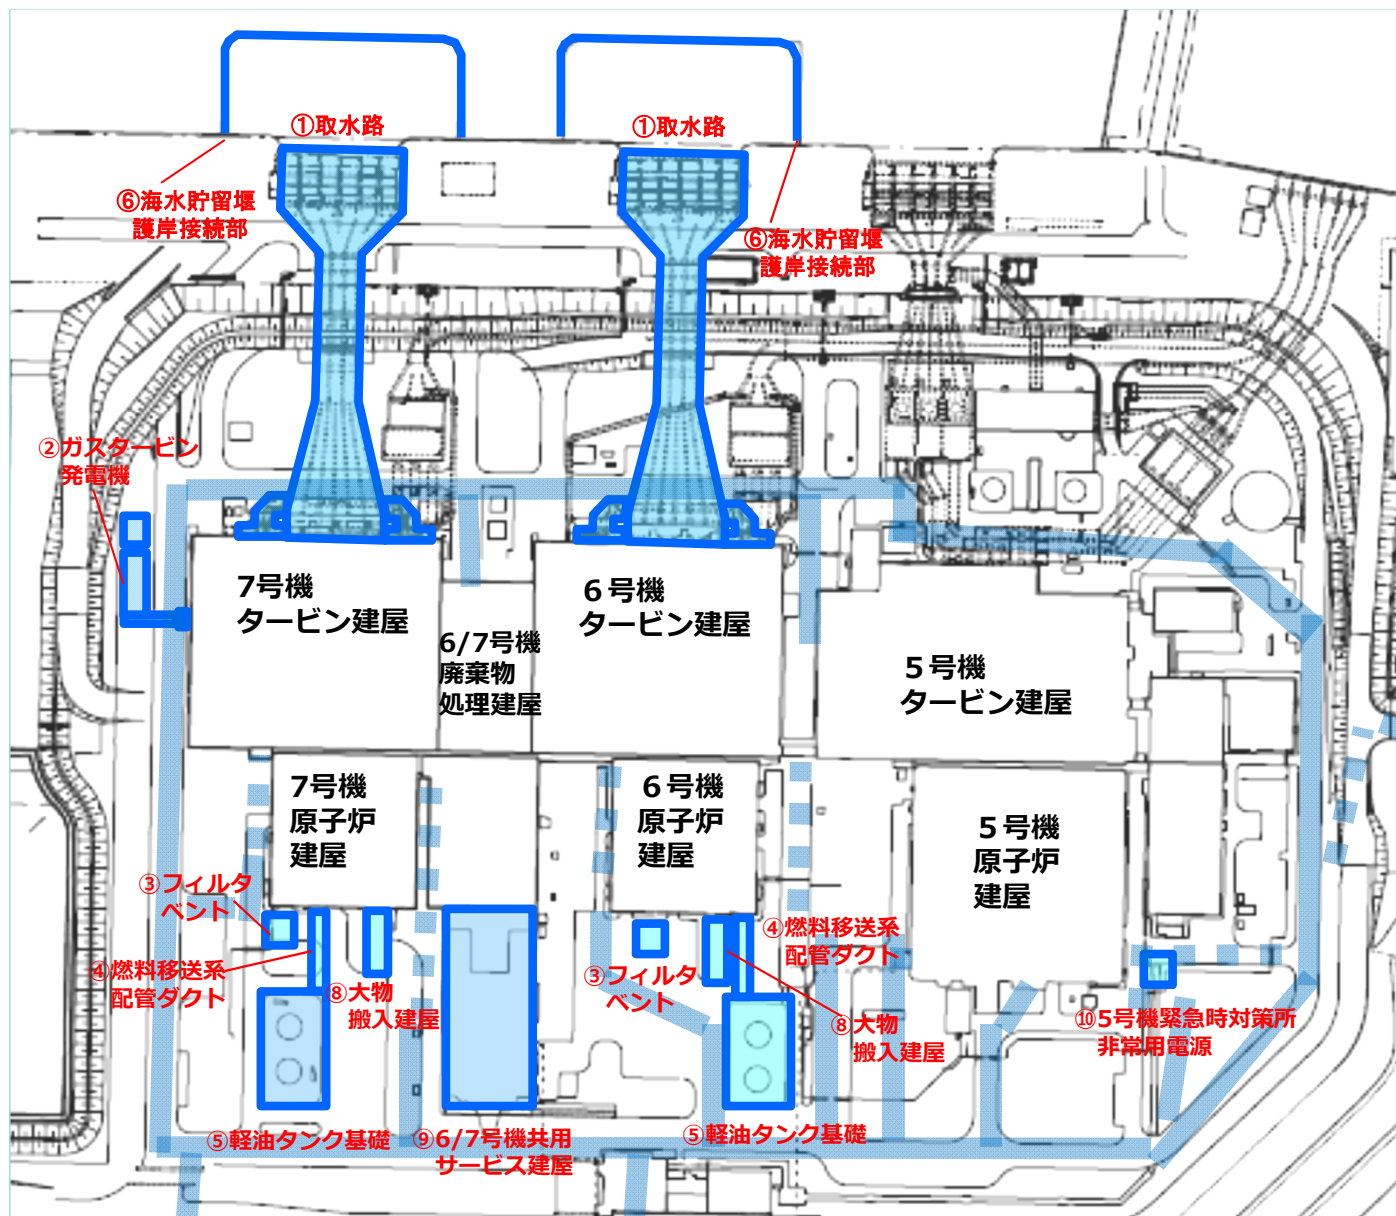 ①取水路
①取水路
⑥海水貯留堰
護岸接続部
⑥海水貯留堰
護岸接続部
②ガスタービン
発電機
7号機
タービン建屋
6/7号機
廃棄物
処理建屋
６号機
タービン建屋
５号機
タービン建屋
7号機
原子炉
建屋
６号機
原子炉
建屋
５号機
原子炉
建屋
③フィルタ
ベント
④燃料移送系
配管ダクト
⑧大物
搬入建屋
③フィルタ
ベント
④燃料移送系
配管ダクト
⑧大物
搬入建屋
⑩5号機緊急時対策所
非常用電源
⑤軽油タンク基礎
⑨6/7号機共用
サービス建屋
⑤軽油タンク基礎